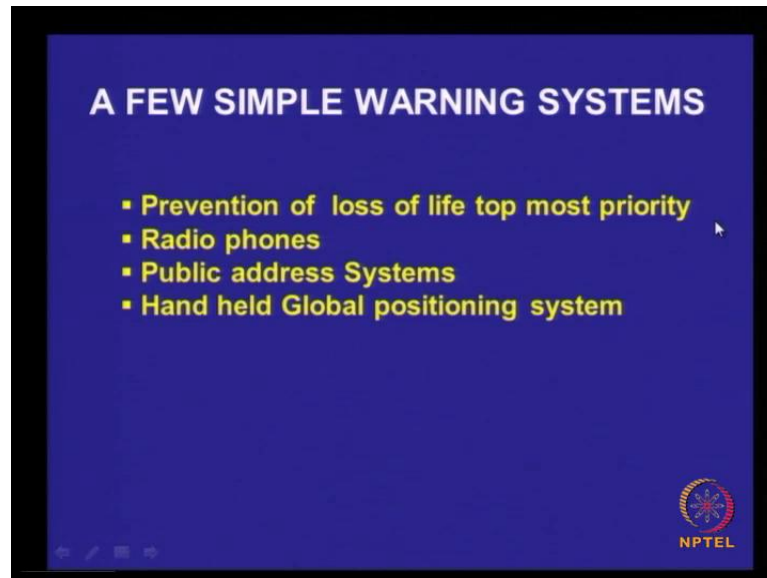 A FEW SIMPLE WARNING SYSTEMS
▪ Prevention of loss of life top most priority
▪ Radio phones
▪ Public address Systems
▪ Hand held Global positioning system
NPTEL